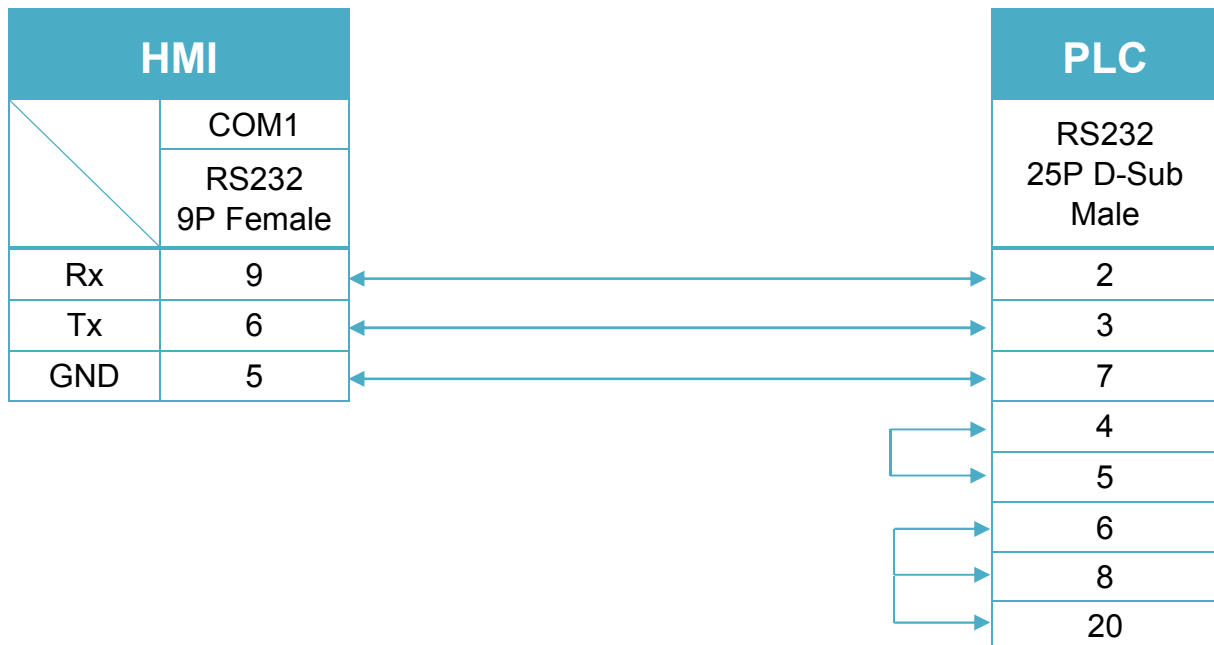 HMI
PLC
COM1
RS232
9P Female
RS232
25P D-Sub
Male
Rx 9 2
Tx 6 3
GND 5 7
4
5
6
8
20